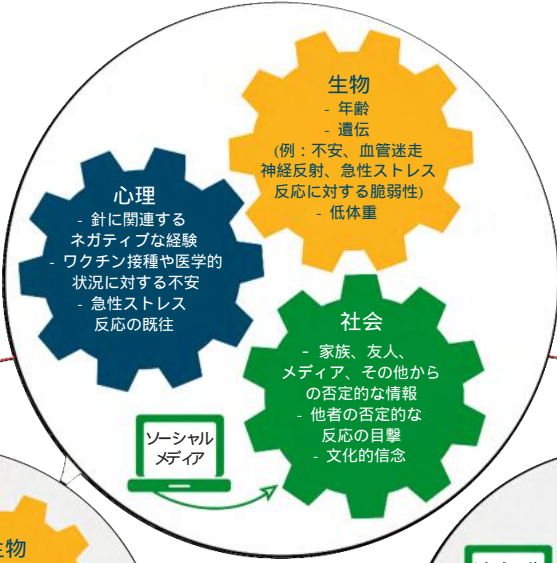 生物
- 年齢
- 遺伝
(例：不安、血管迷走
神経反射、急性ストレス
反応に対する脆弱性)
- 低体重
心理
- 針に関連する
ネガティブな経験
- ワクチン接種や医学的
状況に対する不安
- 急性ストレス
反応の既往
社会
- 家族、友人、
メディア、その他から
の否定的な情報
- 他者の否定的な
反応の目撃
- 文化的信念
ソーシャル
メディア
生物